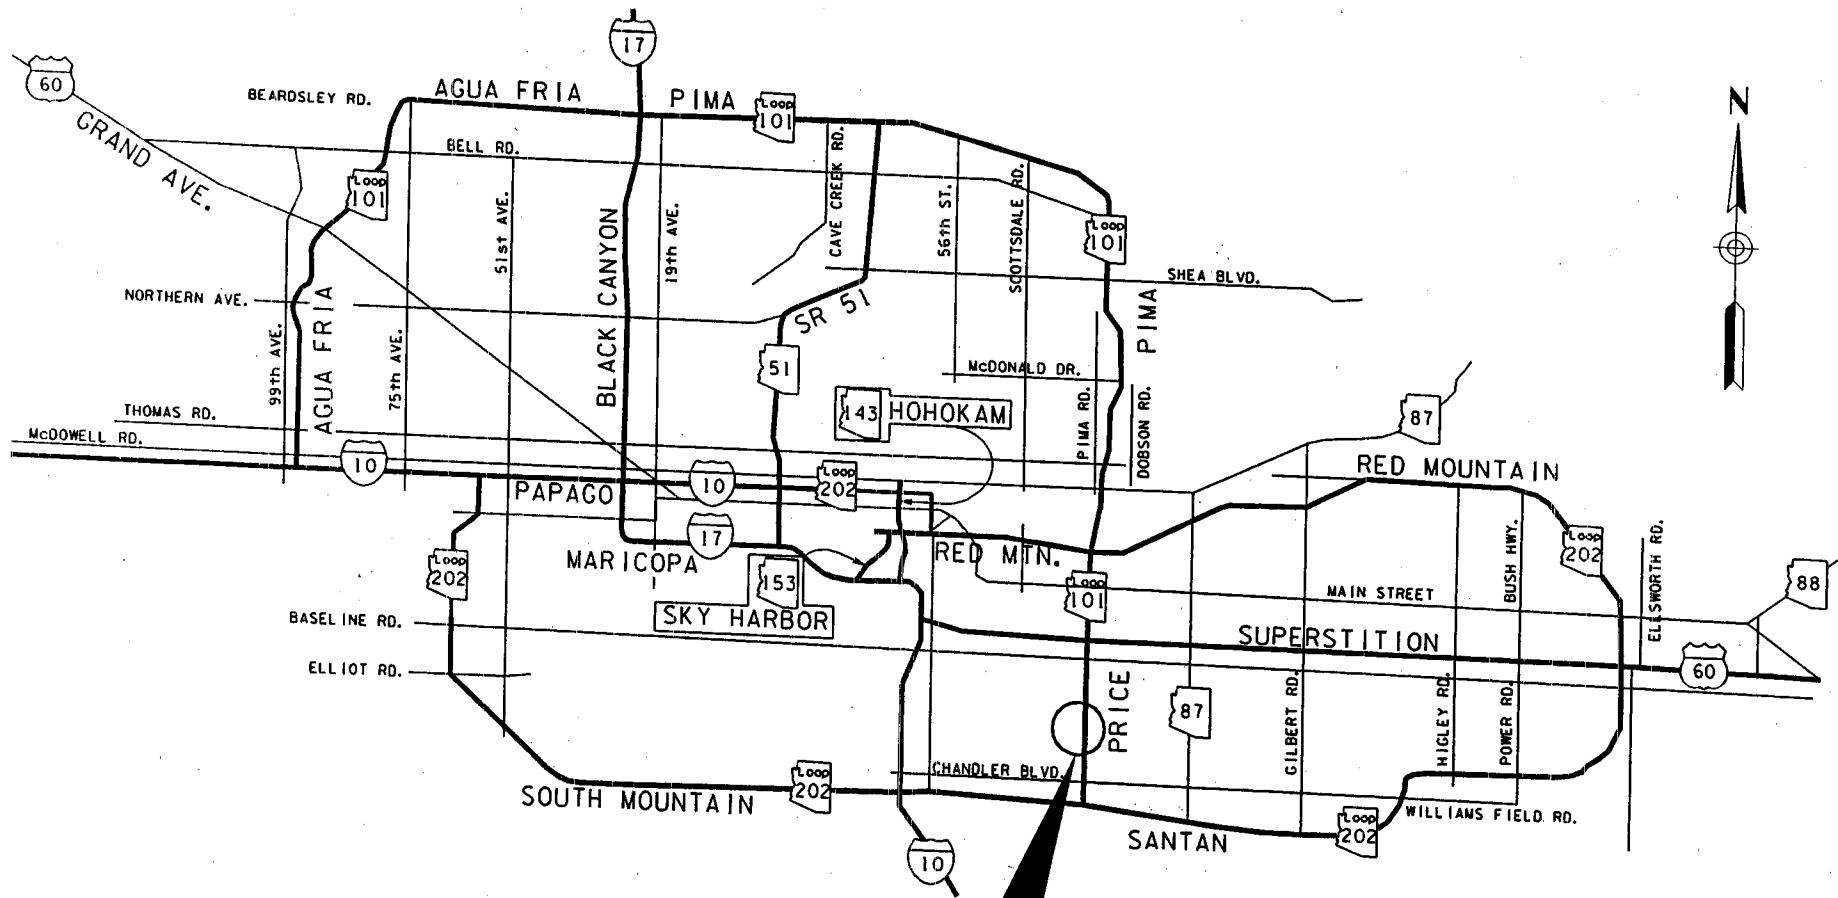 17
60
BEARDSLEY RD.
AGUA FRIA
PIMA
Loop
101
N
GRAND AVE.
BELL RD.
Loop
101
51st AVE.
BLACK CANYON
19th AVE.
CAVE CREEK RD.
56th ST.
SCOTTSDALE RD.
Loop
101
SHEA BLVD.
NORTHERN AVE.
99th AVE.
AGUA FRIA
75th AVE.
SR 51
51
PIMA
McDONALD DR.
PIMA RD.
DOBSON RD.
THOMAS RD.
McDOWELL RD.
143
HOHOKAM
87
10
PAPAGO
10
Loop
202
RED MOUNTAIN
17
MARICOPA
RED MTN.
BUSH HWY.
Loop
202
ELLSWORTH RD.
88
Loop
202
153
SKY HARBOR
Loop
101
MAIN STREET
BASELINE RD.
SUPERSTITION
60
ELLIOT RD.
PRICE
87
GILBERT RD.
HIGLEY RD.
POWER RD.
CHANDLER BLVD.
SOUTH MOUNTAIN
Loop
202
WILLIAMS FIELD RD.
SANTAN
Loop
202
10